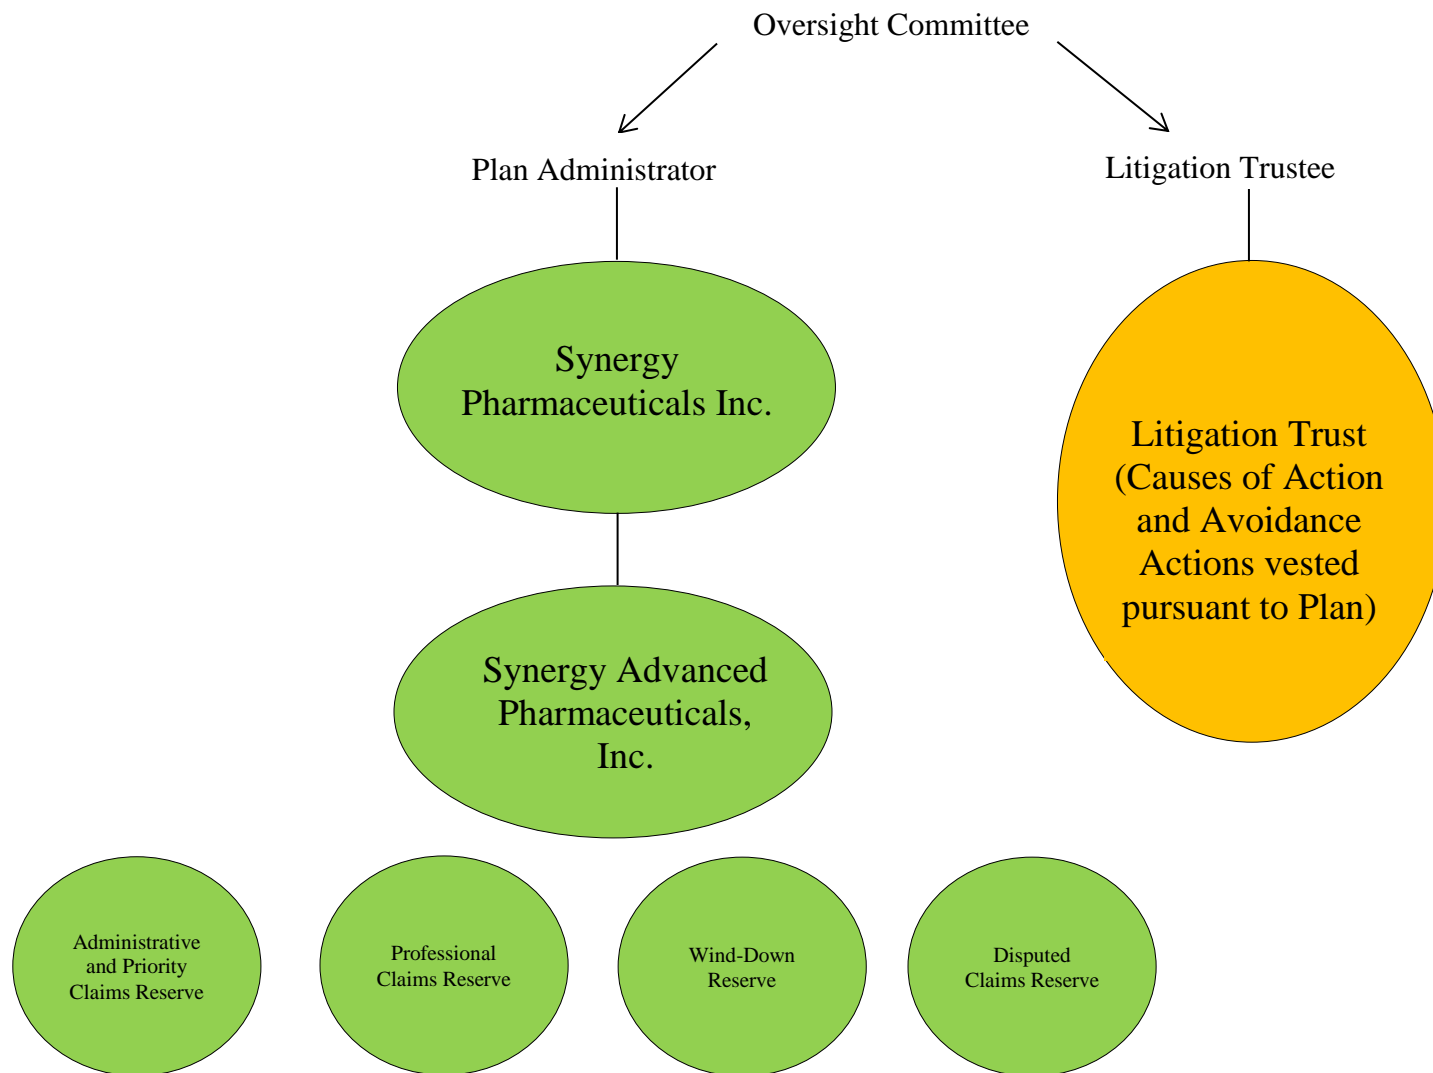 Oversight Committee
Plan Administrator
Litigation Trustee
Synergy
Pharmaceuticals Inc.
Litigation Trust
(Causes of Action
and Avoidance
Actions vested
pursuant to Plan)
Synergy Advanced
Pharmaceuticals,
Inc.
Administrative
and Priority
Claims Reserve
Professional
Claims Reserve
Wind-Down
Reserve
Disputed
Claims Reserve